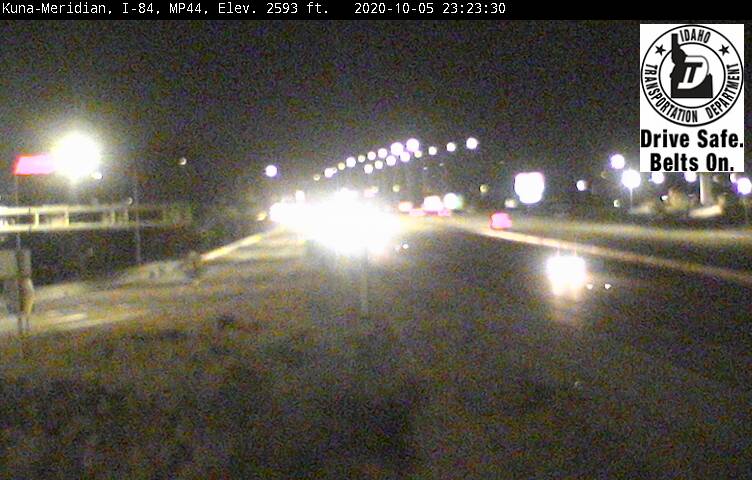 Kuna-Meridian, I-84, MP44, Elev. 2593 ft.   2020-10-05 23:23:30
IDAHO
TRANSPORTATION DEPARTMENT
Drive Safe.
Belts On.